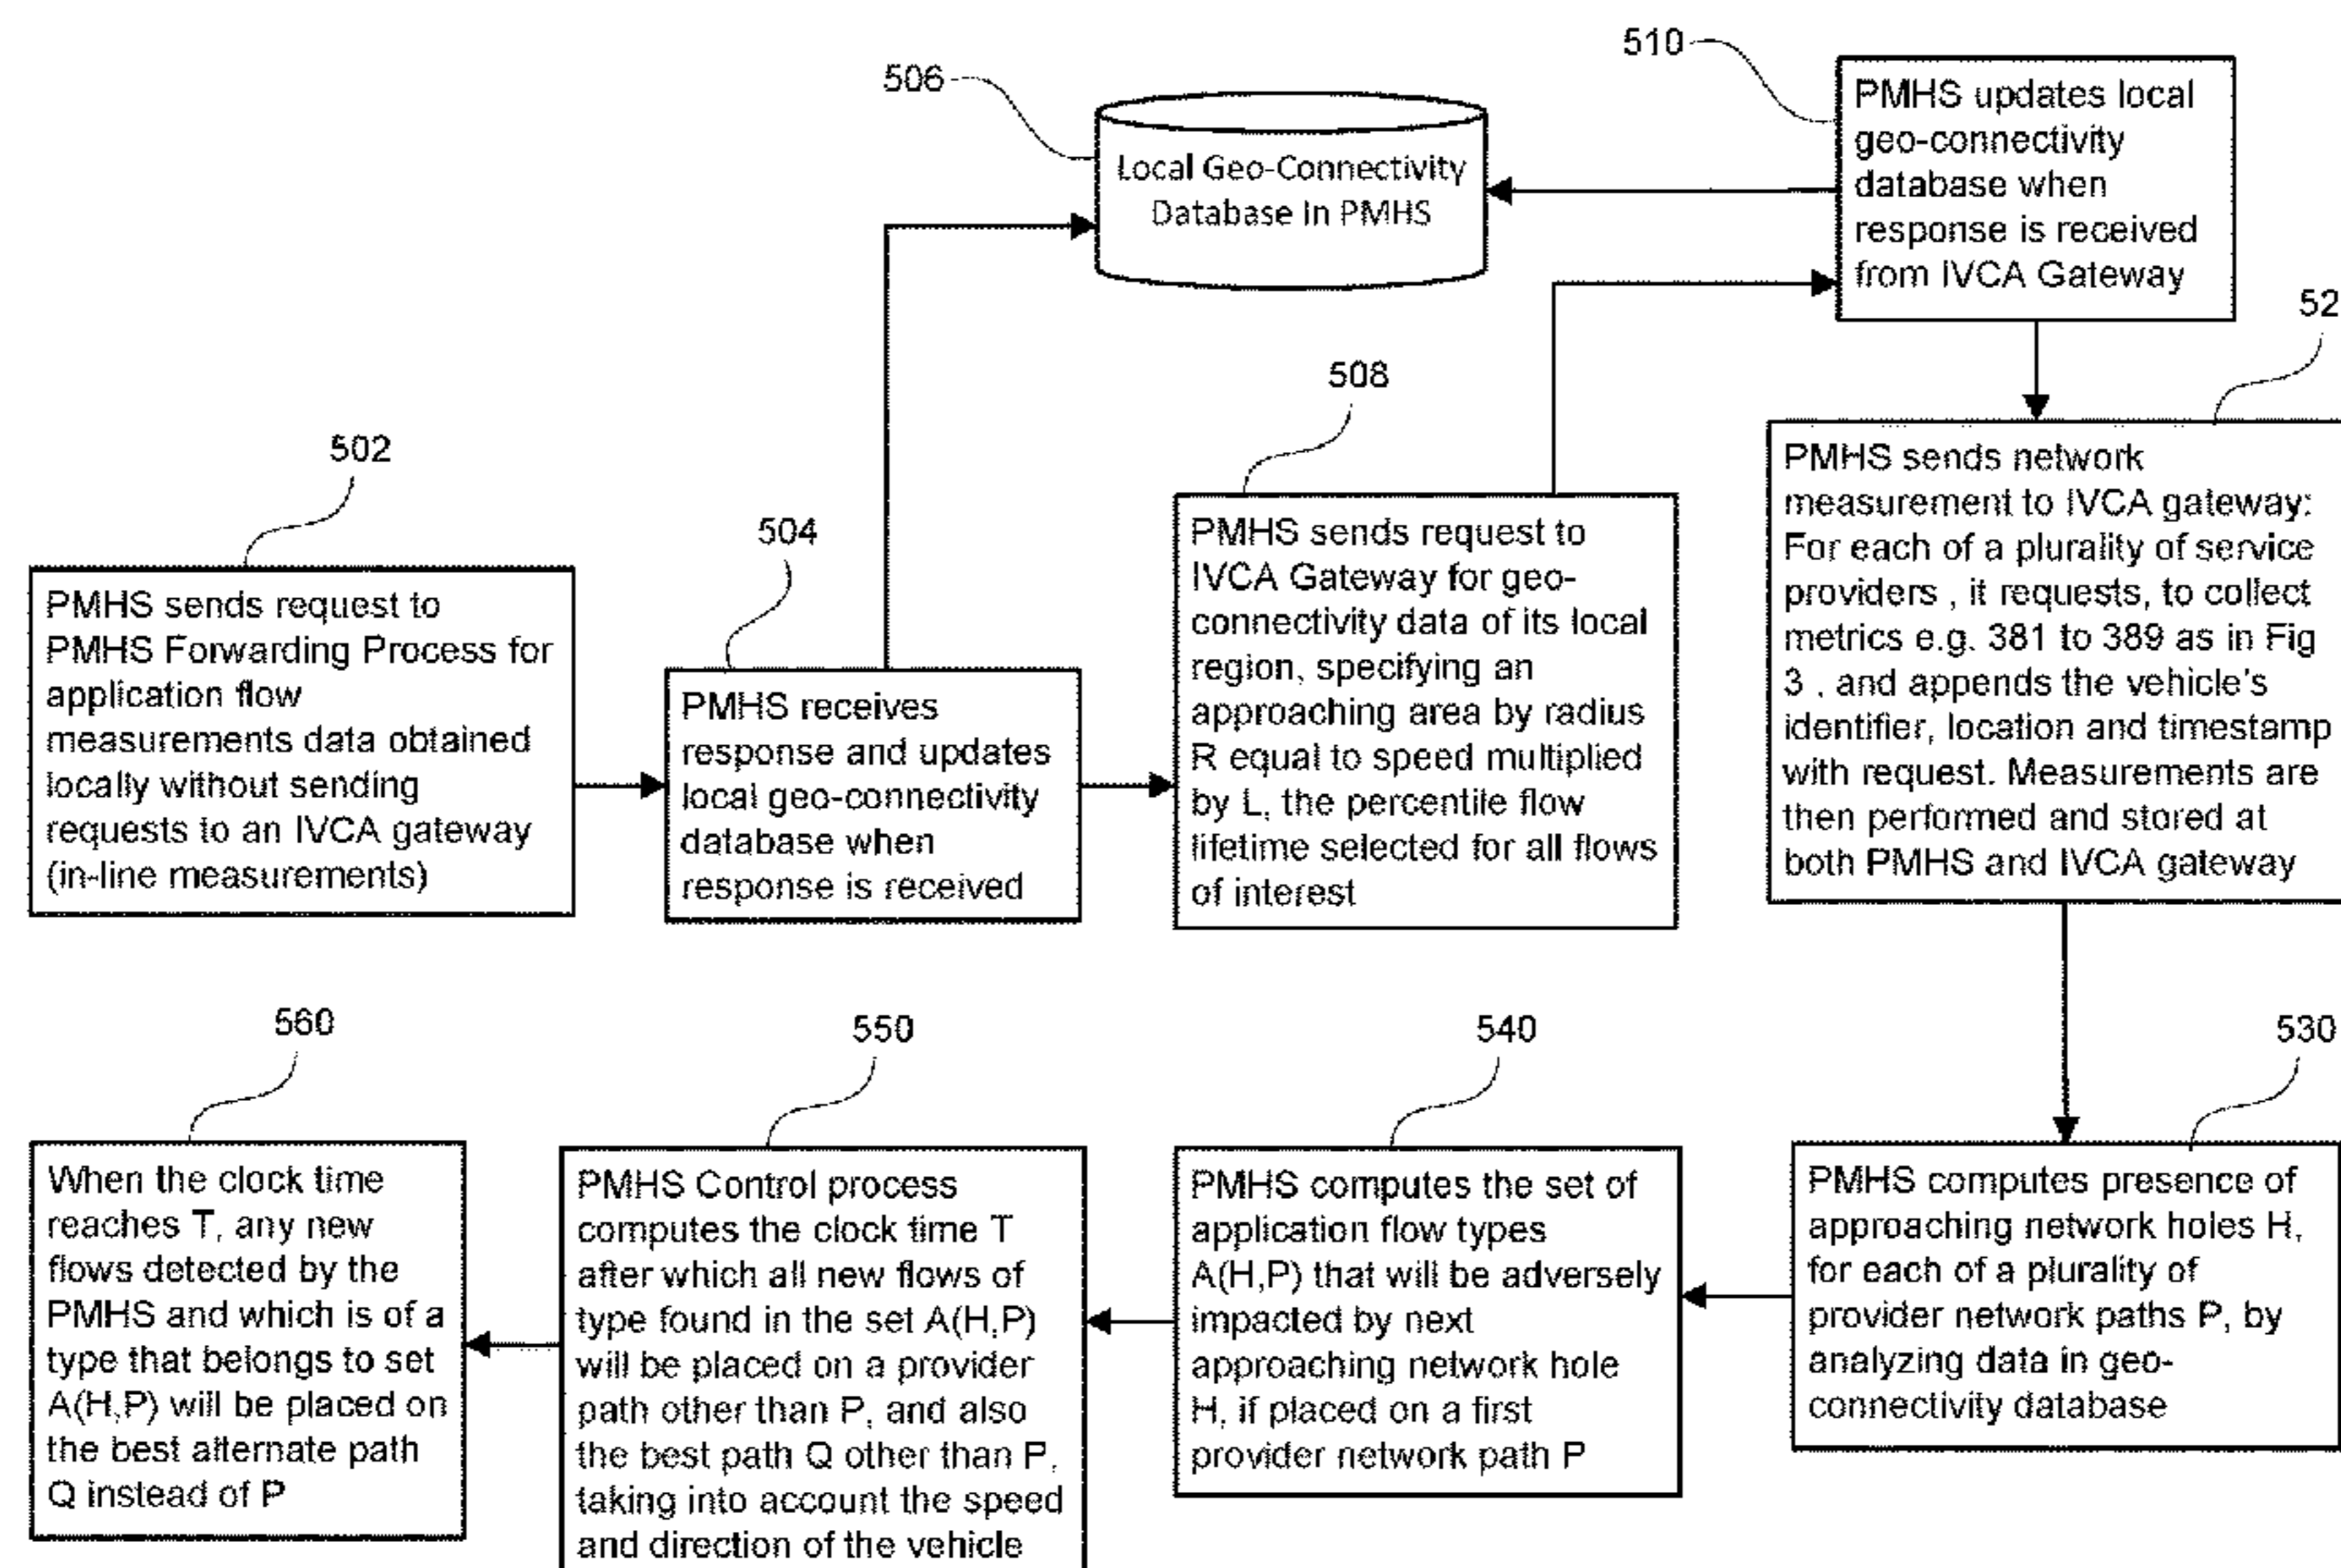 510
506
PMHS updates local
geo-connectivity
database when
response is received
from IVCA Gateway
Local Geo-Connectivity
Database In PMHS
52
508
502
504
PMHS sends request to
PMHS Forwarding Process for
application flow
measurements data obtained
locally without sending
requests to an IVCA gateway
(in-line measurements)
PMHS receives
response and updates
local geo-connectivity
database when
response is received
PMHS sends request to
IVCA Gateway for geo-
connectivity data of its local
region, specifying an
approaching area by radius
R equal to speed multiplied
by L, the percentile flow
lifetime selected for all flows
of interest
PMHS sends network
measurement to IVCA gateway:
For each of a plurality of service
providers , it requests, to collect
metrics e.g. 381 to 389 as in Fig
3 , and appends the vehicle's
identifier, location and timestamp
with request. Measurements are
then performed and stored at
both PMHS and IVCA gateway
560
550
540
530
When the clock time
reaches T, any new
flows detected by the
PMHS and which is of a
type that belongs to set
A(H,P) will be placed on
the best alternate path
Q instead of P
PMHS Control process
computes the clock time T
after which all new flows of
type found in the set A(H,P)
will be placed on a provider
path other than P, and also
the best path Q other than P,
taking into account the speed
and direction of the vehicle
PMHS computes the set of
application flow types
A(H,P) that will be adversely
impacted by next
approaching network hole
H, if placed on a first
provider network path P
PMHS computes presence of
approaching network holes H,
for each of a plurality of
provider network paths P, by
analyzing data in geo-
connectivity database